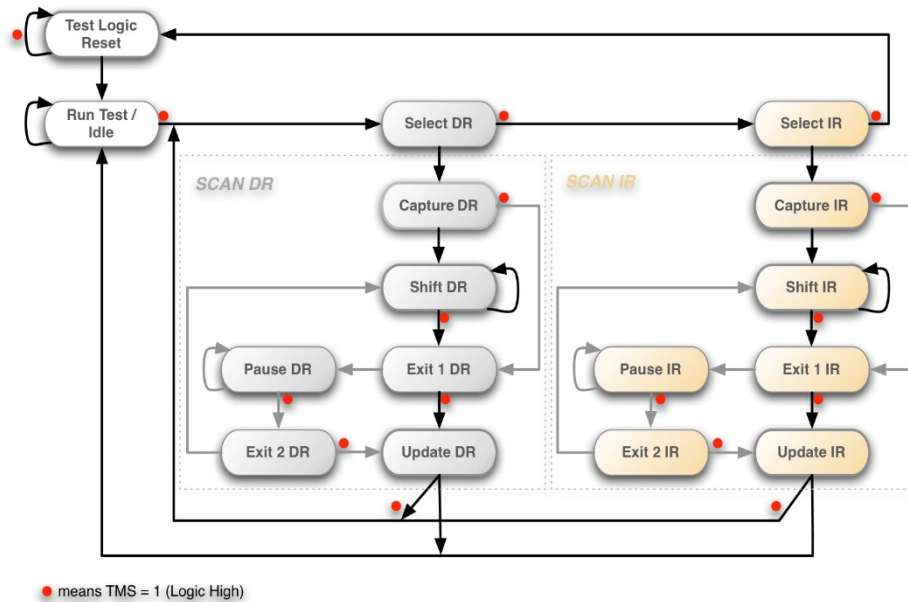 Test Logic
Reset
Run Test /
Idle
Select DR
Select IR
SCAN DR
SCAN IR
Capture DR
Capture IR
Shift DR
Shift IR
Pause DR
Exit 1 DR
Pause IR
Exit 1 IR
Exit 2 DR
Update DR
Exit 2 IR
Update IR
means TMS = 1 (Logic High)